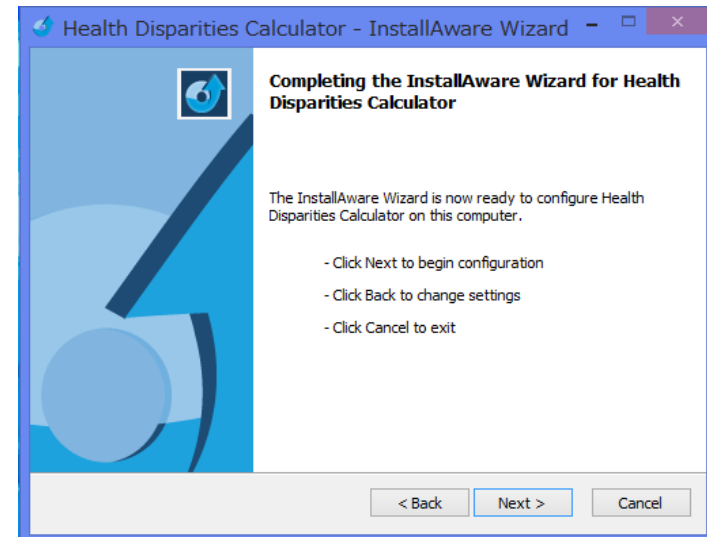 Health Disparities Calculator - InstallAware Wizard
Completing the InstallAware Wizard for Health
Disparities Calculator
The InstallAware Wizard is now ready to configure Health
Disparities Calculator on this computer.
- Click Next to begin configuration
- Click Back to change settings
- Click Cancel to exit
< Back Next > Cancel